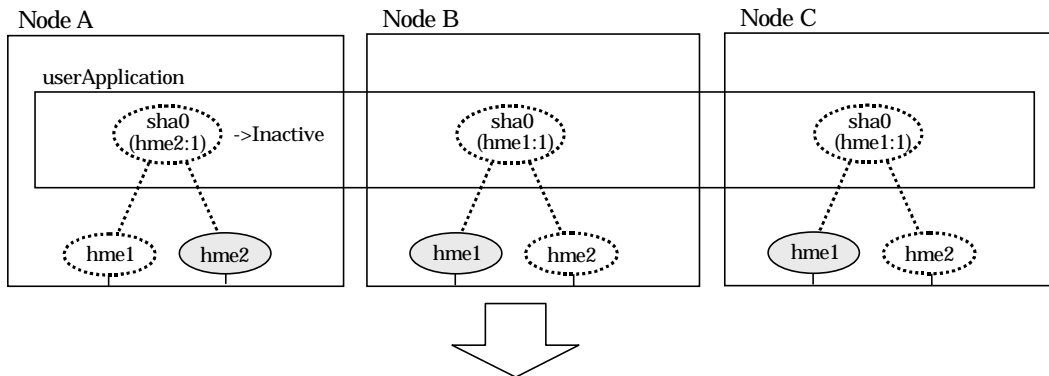 Node A
Node B
Node C
userApplication
sha0
(hme2:1)
->Inactive
sha0
(hme1:1)
sha0
(hme1:1)
hme1
hme2
hme1
hme2
hme1
hme2